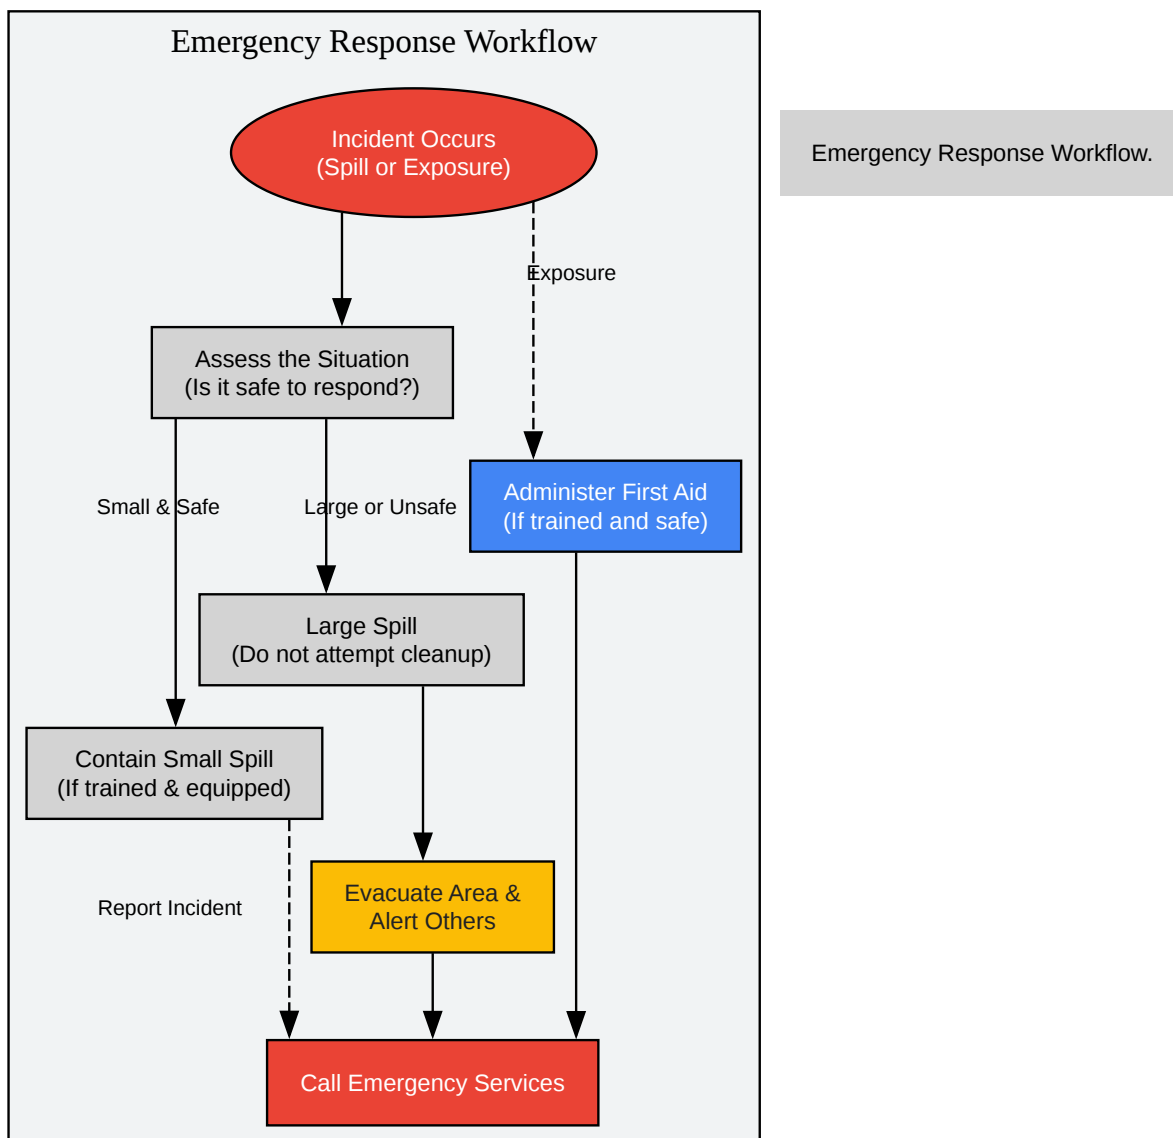 Emergency Response Workflow
Incident Occurs
(Spill or Exposure)
Emergency Response Workflow.
Exposure
Assess the Situation
(Is it safe to respond?)
Small & Safe
Large or Unsafe
Administer First Aid
(If trained and safe)
Large Spill
(Do not attempt cleanup)
Contain Small Spill
(If trained & equipped)
Report Incident
Evacuate Area &
Alert Others
Call Emergency Services